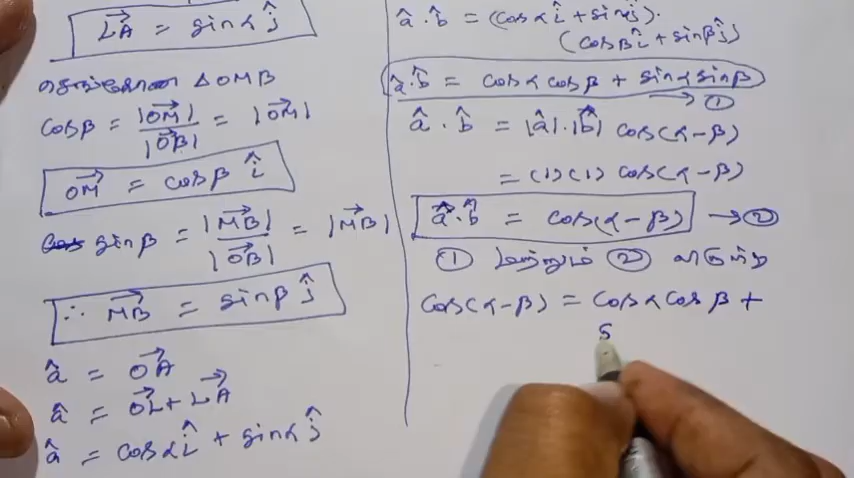 LA⃗ = sinα ĵ
செங்கோண ΔOMB
cosβ = |OM⃗| / |OB⃗| = |OM⃗|
OM⃗ = cosβ î
sinβ = |MB⃗| / |OB⃗| = |MB⃗|
∴ MB⃗ = sinβ ĵ
â = OA⃗
â = OL⃗ + LA⃗
â = cosα î + sinα ĵ
â . b̂ = (cosα î + sinα ĵ).
(cosβ î + sinβ ĵ)
â . b̂ = cosα cosβ + sinα sinβ
→ ①
â . b̂ = |â| . |b̂| cos(α-β)
= (1) (1) cos(α-β)
â . b̂ = cos(α-β) → ②
① மற்றும் ②
cos(α-β) = cosα cosβ +
s